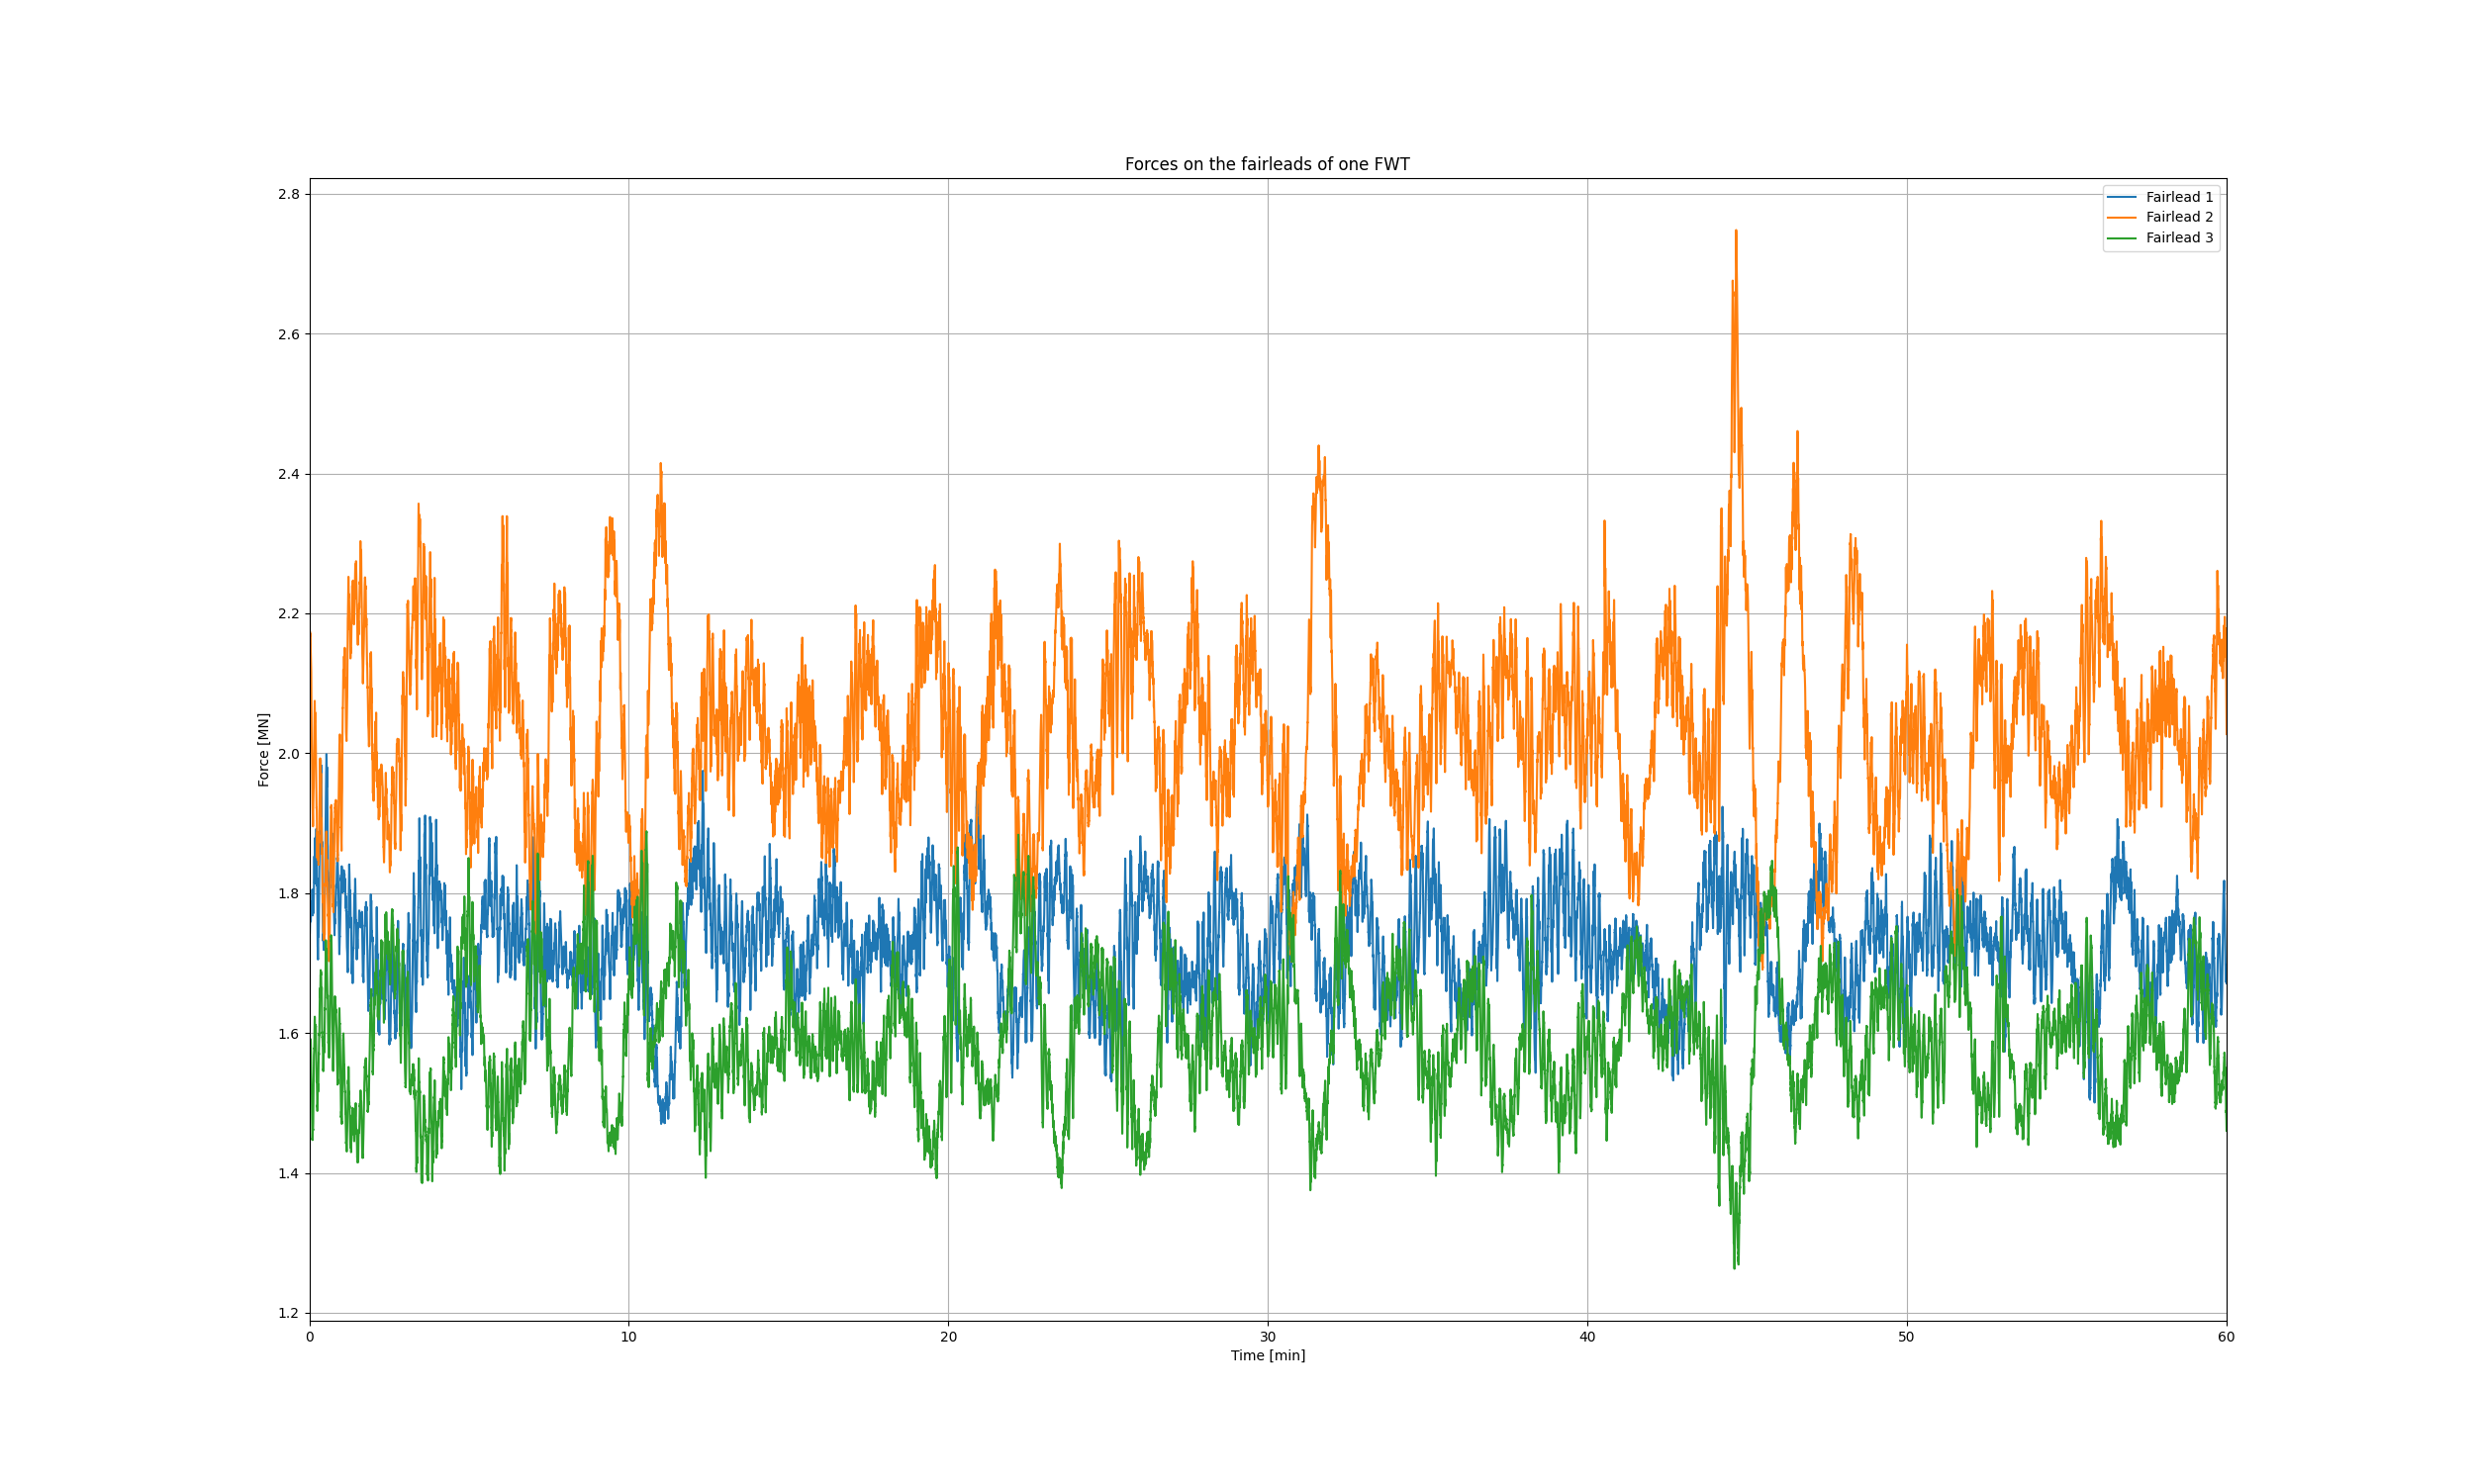 Forces on the fairleads of one FWT
Fairlead 1
Fairlead 2
Fairlead 3
Force [MN]
2.8
2.6
2.4
2.2
2.0
1.8
1.6
1.4
1.2
0 10 20 30 40 50 60
Time [min]